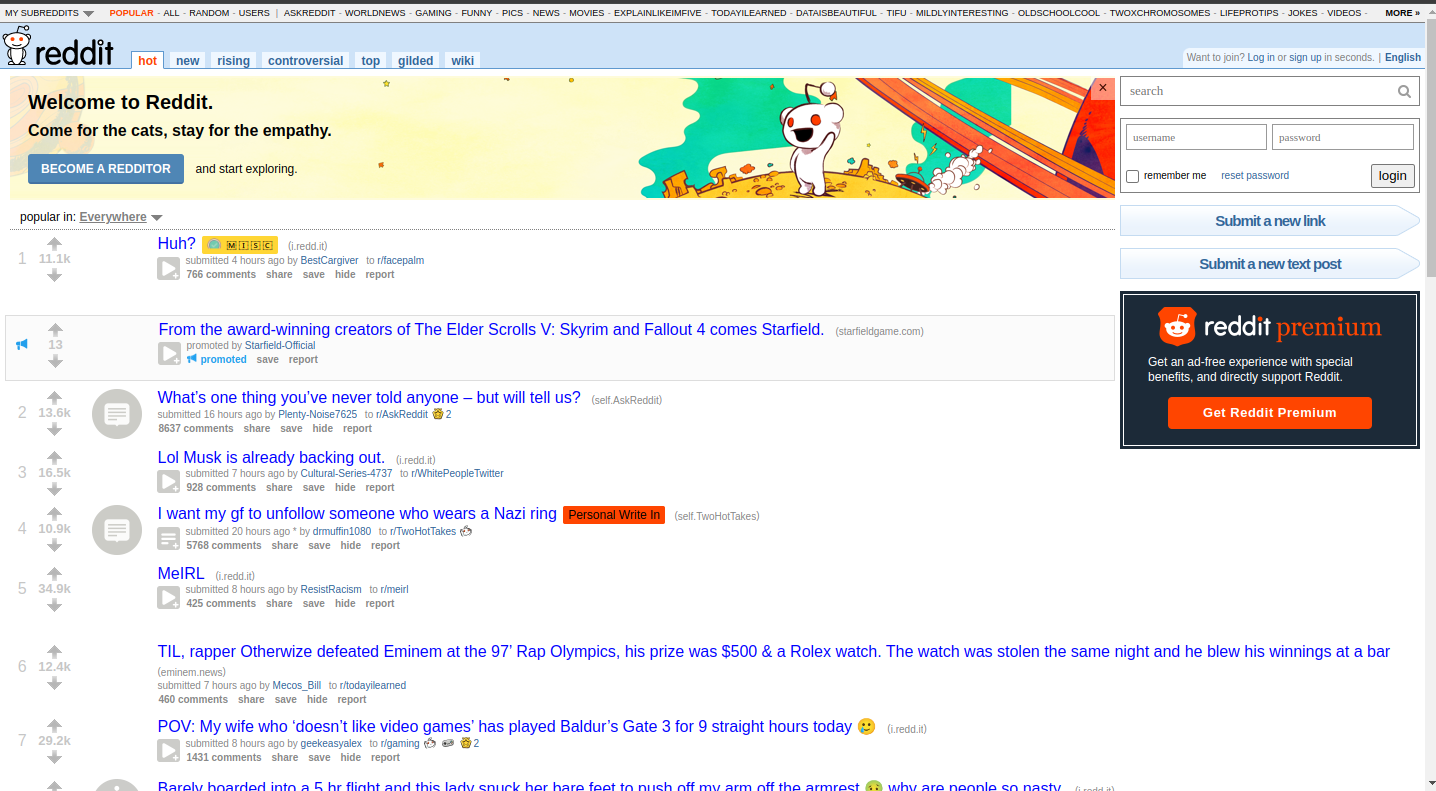 MY SUBREDDITS POPULAR - ALL - RANDOM - USERS | ASKREDDIT - WORLDNEWS - GAMING - FUNNY - PICS - NEWS - MOVIES - EXPLAINLIKEIMFIVE - TODAYILEARNED - DATAISBEAUTIFUL - TIFU - MILDLYINTERESTING - OLDSCHOOLCOOL - TWOXCHROMOSOMES - LIFEPROTIPS - JOKES - VIDEOS - MORE »
reddit hot new rising controversial top gilded wiki Want to join? Log in or sign up in seconds. | English
Welcome to Reddit. ×
Come for the cats, stay for the empathy.
BECOME A REDDITOR and start exploring.
popular in: Everywhere
1
11.1k
Huh? M I S C (i.redd.it)
submitted 4 hours ago by BestCargiver to r/facepalm
766 comments share save hide report
13
From the award-winning creators of The Elder Scrolls V: Skyrim and Fallout 4 comes Starfield. (starfieldgame.com)
promoted by Starfield-Official
promoted save report
2
13.6k
What’s one thing you’ve never told anyone – but will tell us? (self.AskReddit)
submitted 16 hours ago by Plenty-Noise7625 to r/AskReddit 2
8637 comments share save hide report
3
16.5k
Lol Musk is already backing out. (i.redd.it)
submitted 7 hours ago by Cultural-Series-4737 to r/WhitePeopleTwitter
928 comments share save hide report
4
10.9k
I want my gf to unfollow someone who wears a Nazi ring Personal Write In (self.TwoHotTakes)
submitted 20 hours ago * by drmuffin1080 to r/TwoHotTakes
5768 comments share save hide report
5
34.9k
MeIRL (i.redd.it)
submitted 8 hours ago by ResistRacism to r/meirl
425 comments share save hide report
6
12.4k
TIL, rapper Otherwize defeated Eminem at the 97’ Rap Olympics, his prize was $500 & a Rolex watch. The watch was stolen the same night and he blew his winnings at a bar
(eminem.news)
submitted 7 hours ago by Mecos_Bill to r/todayilearned
460 comments share save hide report
7
29.2k
POV: My wife who ‘doesn’t like video games’ has played Baldur’s Gate 3 for 9 straight hours today 🥲 (i.redd.it)
submitted 8 hours ago by geekeasyalex to r/gaming 2
1431 comments share save hide report
Barely boarded into a 5 hr flight and this lady snuck her bare feet to push off my arm off the armrest 🤢 why are people so nasty (i.redd.it)
search
username password
remember me reset password login
Submit a new link
Submit a new text post
reddit premium
Get an ad-free experience with special
benefits, and directly support Reddit.
Get Reddit Premium